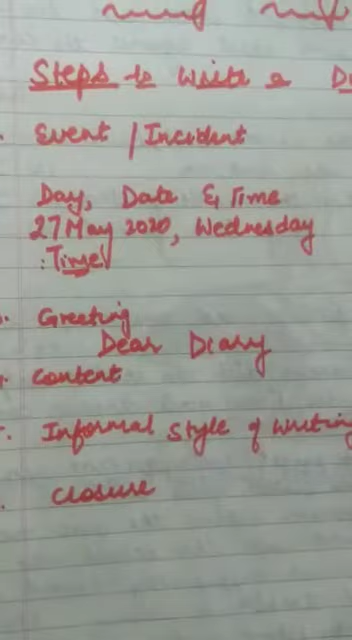 Steps to write a D
Event / Incident
Day, Date & Time
27 May 2020, Wednesday
:Time
Greeting
Dear Diary
Content
Informal Style of Writing
Closure